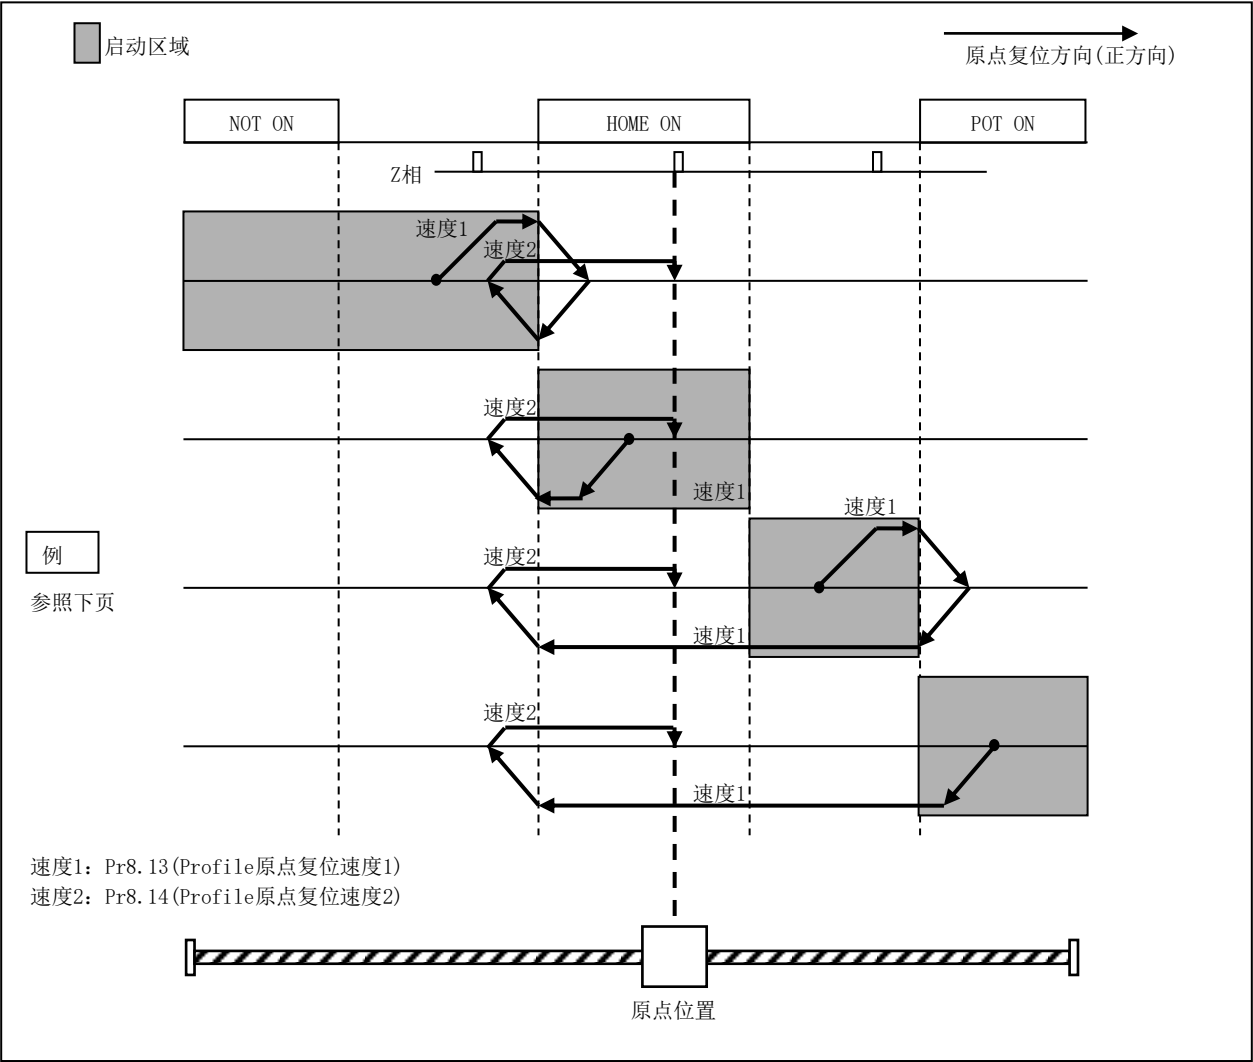 启动区域
原点复位方向(正方向)
NOT ON
HOME ON
POT ON
Z相
速度1
速度2
速度2
速度1
速度1
速度2
例
参照下页
速度1
速度2
速度1
速度1：Pr8.13(Profile原点复位速度1)
速度2：Pr8.14(Profile原点复位速度2)
原点位置